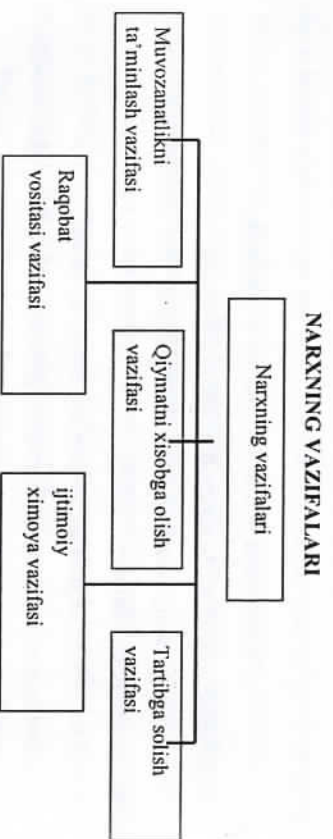 NARXNING VAZIFALARI
Narxning vazifalari
Muvozanatlikni
ta’minlash vazifasi
Qiymatni xisobga olish
vazifasi
Tartibga solish
vazifasi
Raqobat
vositasi vazifasi
ijtimoiy
ximoya vazifasi